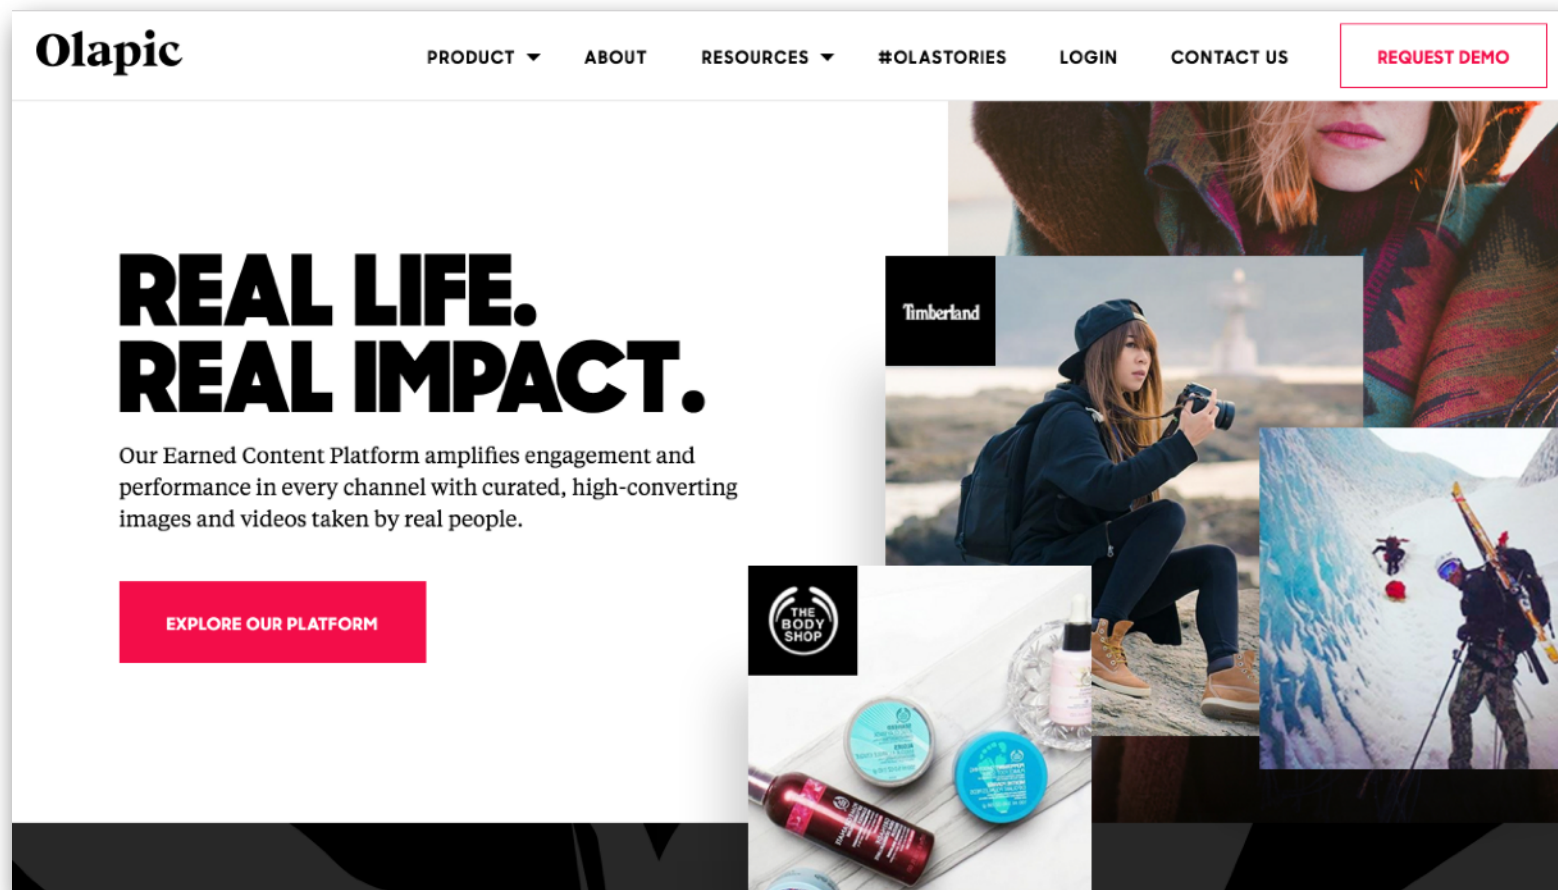 Olapic
PRODUCT
ABOUT
RESOURCES
#OLASTORIES
LOGIN
CONTACT US
REQUEST DEMO
REAL LIFE.
REAL IMPACT.
Our Earned Content Platform amplifies engagement and
performance in every channel with curated, high-converting
images and videos taken by real people.
EXPLORE OUR PLATFORM
Timberland
THE
BODY
SHOP